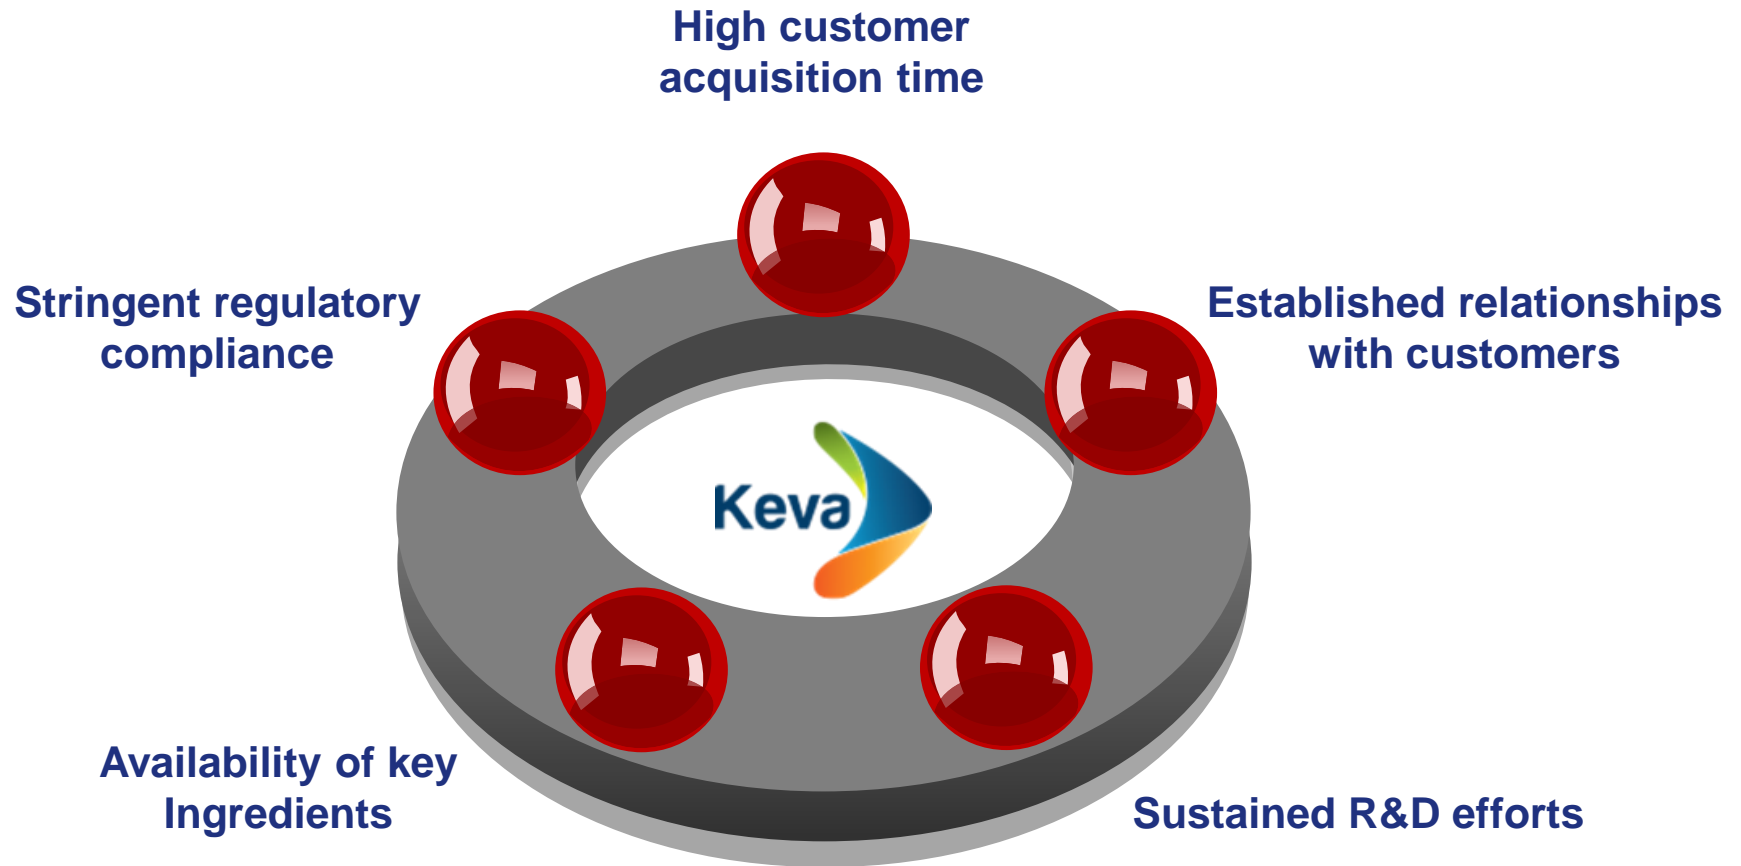 High customer
acquisition time
Stringent regulatory
compliance
Established relationships
with customers
Keva
Availability of key
Ingredients
Sustained R&D efforts